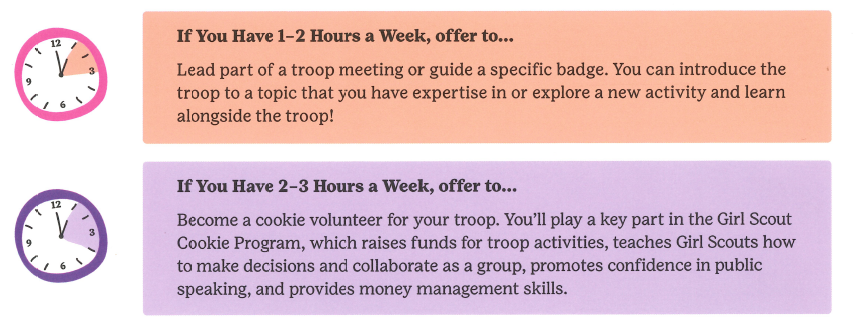 12
3
6
9
If You Have 1–2 Hours a Week, offer to...
Lead part of a troop meeting or guide a specific badge. You can introduce the
troop to a topic that you have expertise in or explore a new activity and learn
alongside the troop!
12
3
6
9
If You Have 2–3 Hours a Week, offer to...
Become a cookie volunteer for your troop. You’ll play a key part in the Girl Scout
Cookie Program, which raises funds for troop activities, teaches Girl Scouts how
to make decisions and collaborate as a group, promotes confidence in public
speaking, and provides money management skills.